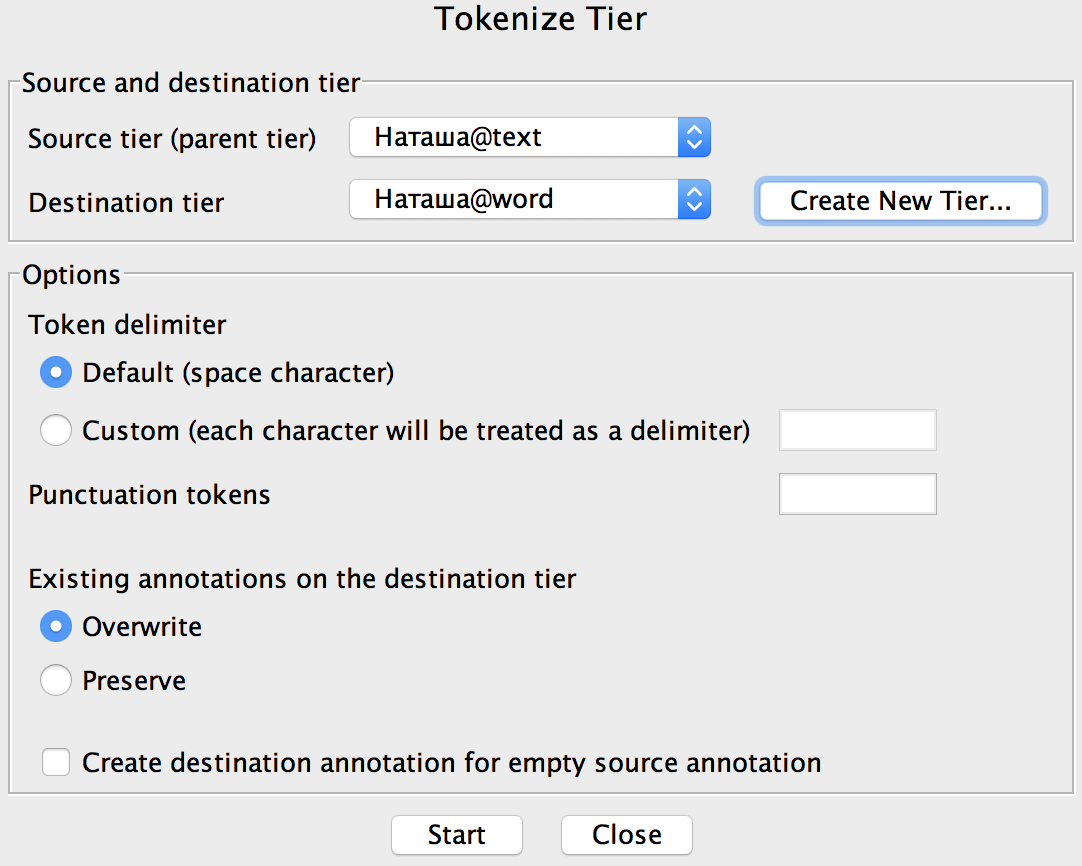 Tokenize Tier
Source and destination tier
Source tier (parent tier) Наташа@text
Destination tier Наташа@word Create New Tier...
Options
Token delimiter
Default (space character)
Custom (each character will be treated as a delimiter)
Punctuation tokens
Existing annotations on the destination tier
Overwrite
Preserve
Create destination annotation for empty source annotation
Start Close